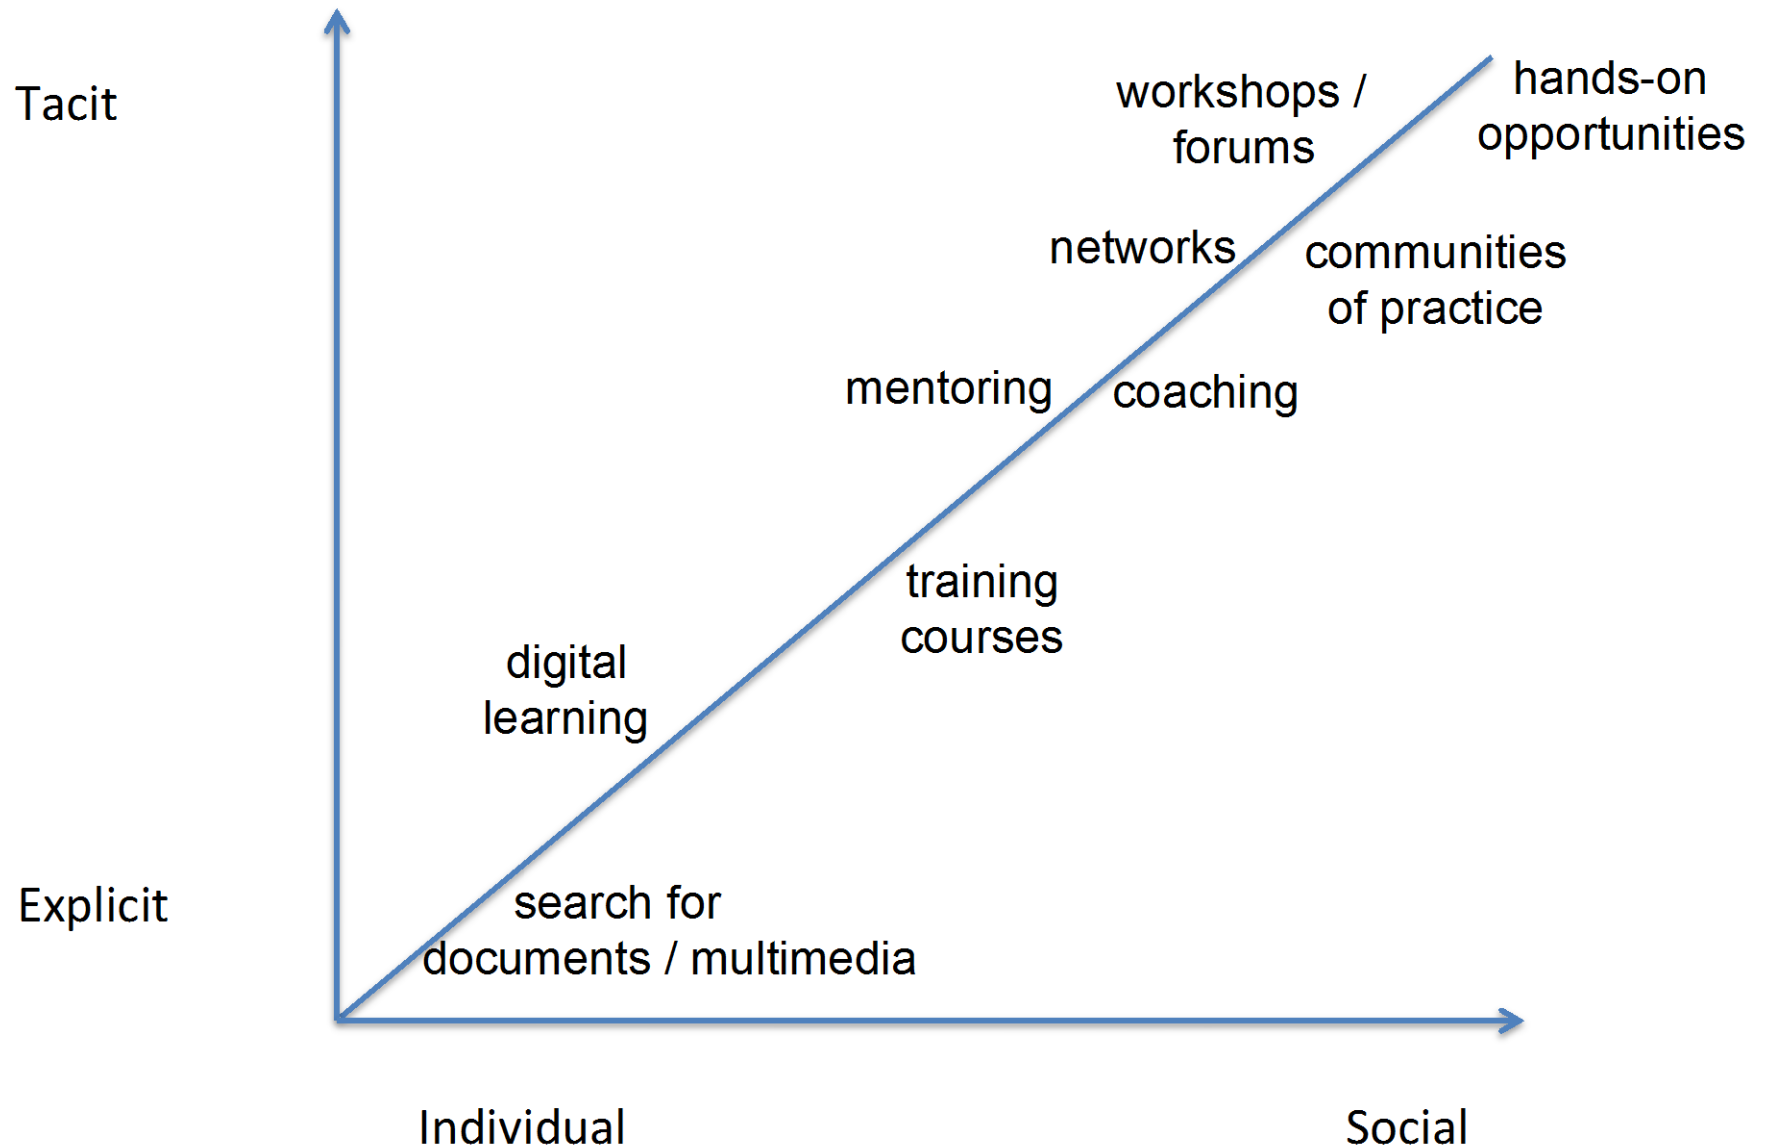 Tacit
workshops /
forums
hands-on
opportunities
networks
communities
of practice
mentoring
coaching
training
courses
digital
learning
Explicit
search for
documents / multimedia
Individual
Social